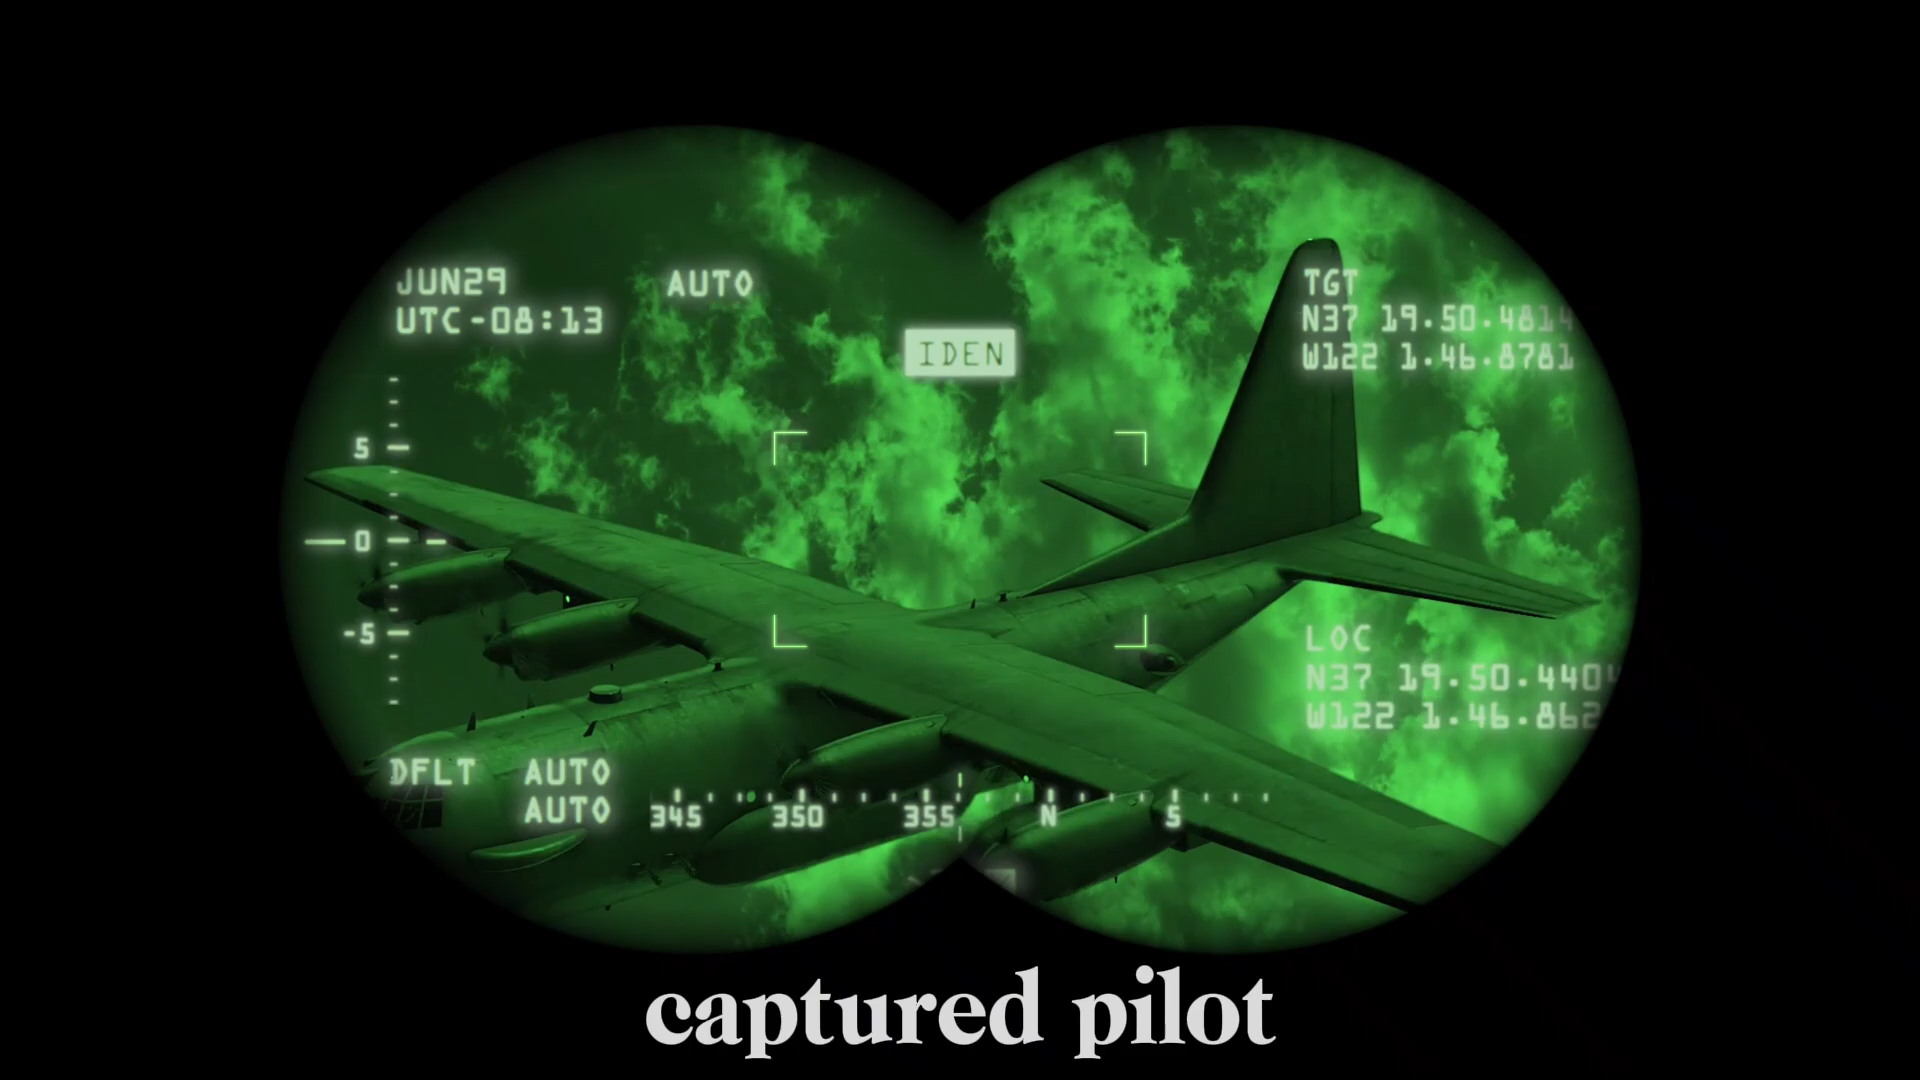 JUN29
UTC-08:13
AUTO
IDEN
TGT
N37 19.50.4814
W122 1.46.8781
5
0
-5
LOC
N37 19.50.440
W122 1.46.862
DFLT
AUTO
AUTO
345 350 355 N 5
captured pilot